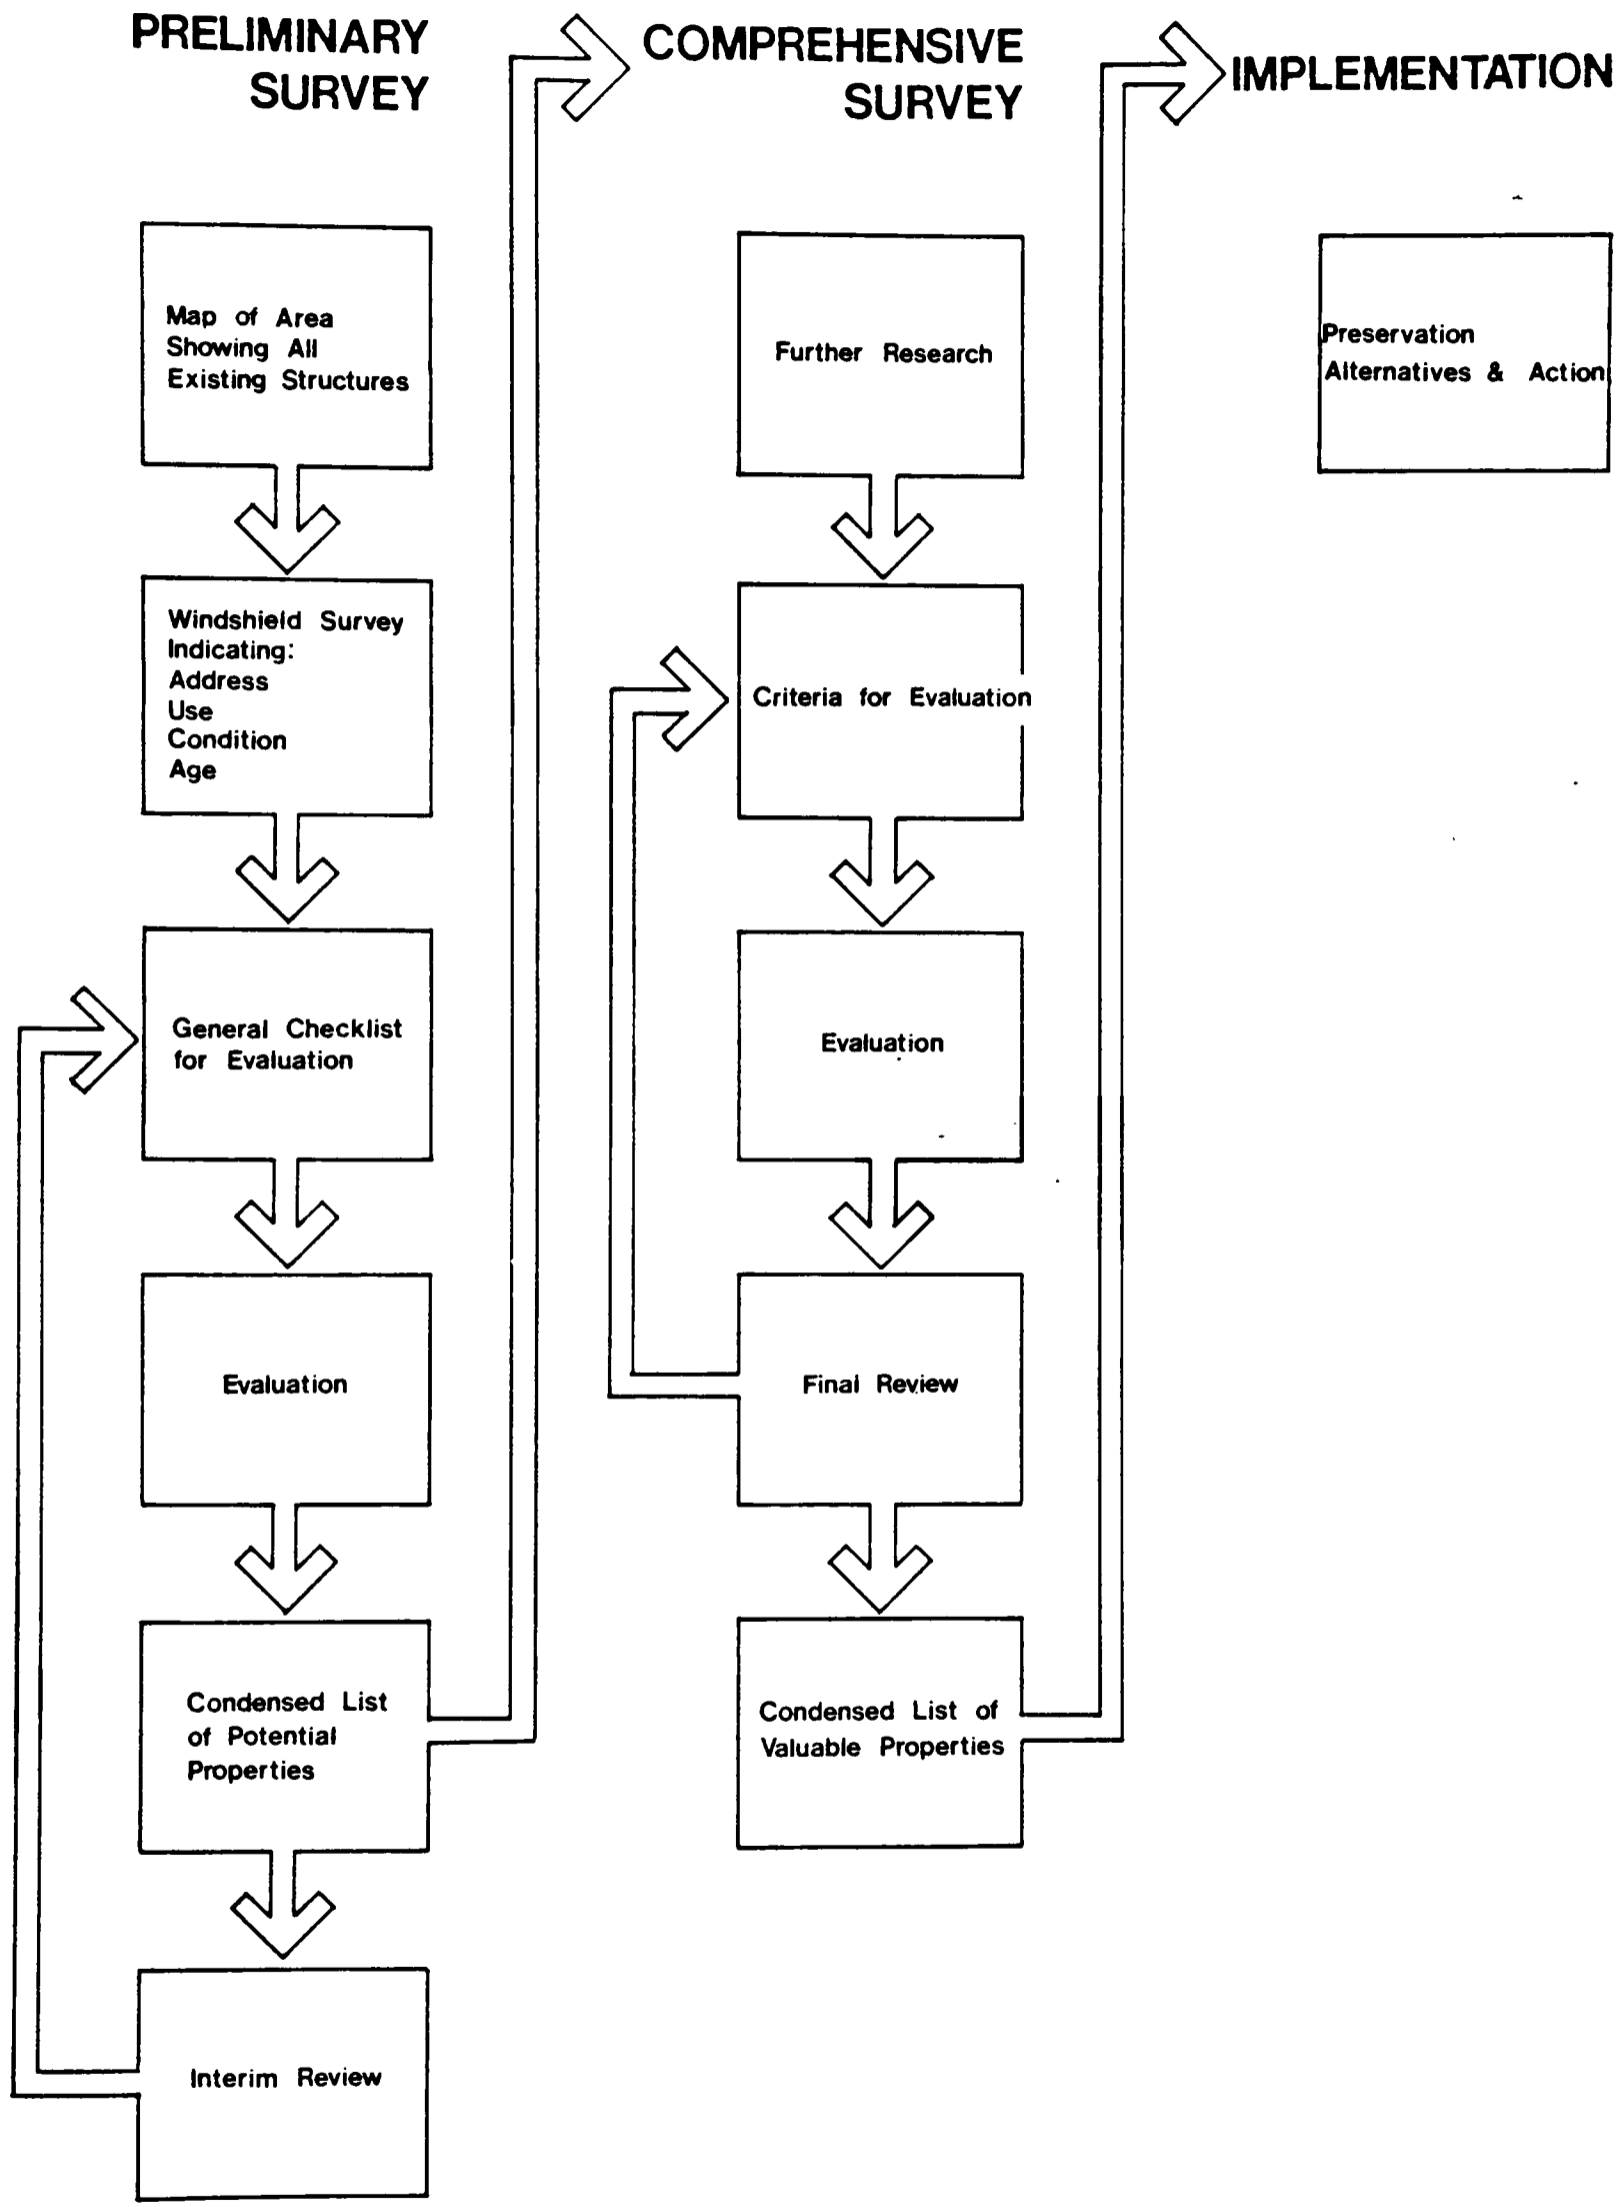 PRELIMINARY
SURVEY
Map of Area
Showing All
Existing Structures
Windshield Survey
Indicating:
Address
Use
Condition
Age
General Checklist
for Evaluation
Evaluation
Condensed List
of Potential
Properties
Interim Review
COMPREHENSIVE
SURVEY
Further Research
Criteria for Evaluation
Evaluation
Final Review
Condensed List of
Valuable Properties
IMPLEMENTATION
Preservation
Alternatives & Action